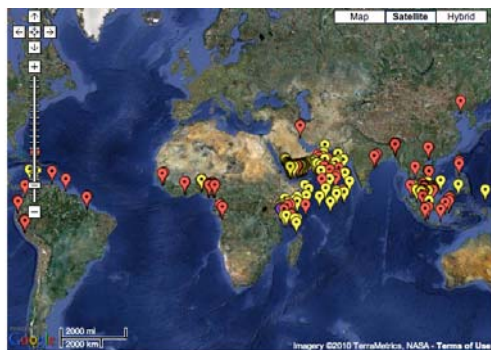 Map Satellite Hybrid
2000 mi
2000 km
Google
Imagery ©2010 TerraMetrics, NASA - Terms of Use